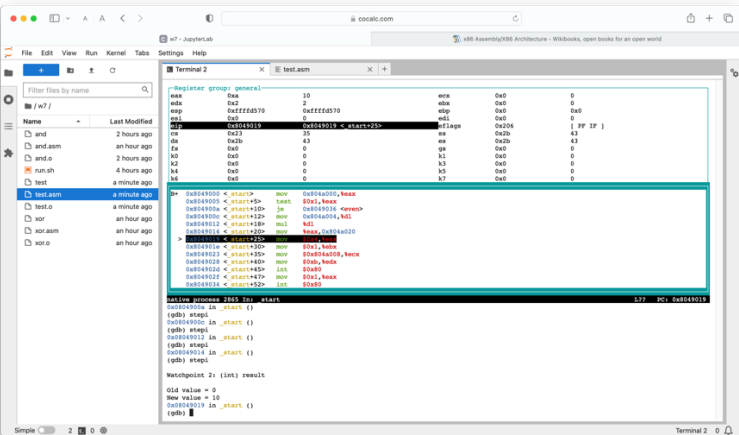 cocalc.com
w7 - JupyterLab
x86 Assembly/X86 Architecture - Wikibooks, open books for an open world
File Edit View Run Kernel Tabs Settings Help
Terminal 2
test.asm
Filter files by name
/ w7 /
Name Last Modified
and 2 hours ago
and.asm an hour ago
and.o 2 hours ago
run.sh 4 hours ago
test a minute ago
test.asm a minute ago
test.o a minute ago
xor an hour ago
xor.asm an hour ago
xor.o an hour ago
Register group: general
eax 0xa 10 ecx 0x0 0
edx 0x2 2 ebx 0x0 0
esp 0xffffd570 0xffffd570 ebp 0x0 0x0
esi 0x0 0 edi 0x0 0
eip 0x8049019 0x8049019 <_start+25> eflags 0x206 [ PF IF ]
cs 0x23 35 ss 0x2b 43
ds 0x2b 43 es 0x2b 43
fs 0x0 0 gs 0x0 0
k0 0x0 0 k1 0x0 0
k2 0x0 0 k3 0x0 0
k4 0x0 0 k5 0x0 0
k6 0x0 0 k7 0x0 0
B+ 0x8049000 <_start> mov 0x804a000,%eax
0x8049005 <_start+5> test $0x1,%eax
0x804900a <_start+10> je 0x8049036 <even>
0x804900c <_start+12> mov 0x804a004,%dl
0x8049012 <_start+18> mul %dl
0x8049014 <_start+20> mov %eax,0x804a020
> 0x8049019 <_start+25> mov
0x804901e <_start+30> mov $0x1,%ebx
0x8049023 <_start+35> mov $0x804a008,%ecx
0x8049028 <_start+40> mov $0xb,%edx
0x804902d <_start+45> int $0x80
0x804902f <_start+47> mov $0x1,%eax
0x8049034 <_start+52> int $0x80
native process 2865 In: _start L?? PC: 0x8049019
0x0804900a in _start ()
(gdb) stepi
0x0804900c in _start ()
(gdb) stepi
0x08049012 in _start ()
(gdb) stepi
0x08049014 in _start ()
(gdb) stepi
Watchpoint 2: (int) result
Old value = 0
New value = 10
0x08049019 in _start ()
(gdb)
Simple 2 0 Terminal 2 0